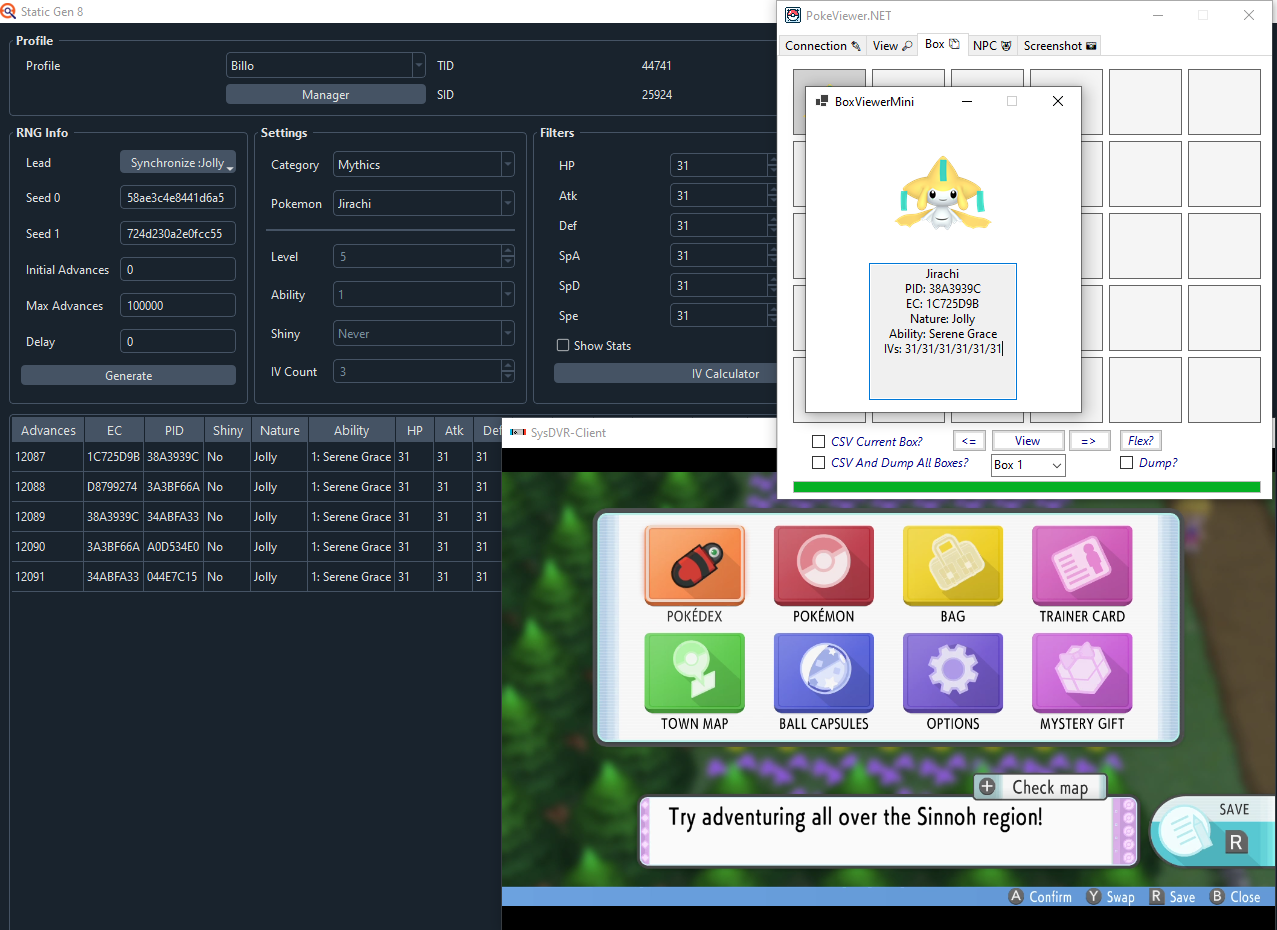 Static Gen 8
Profile
Profile Billo TID 44741
Manager SID 25924
RNG Info
Lead Synchronize :Jolly
Seed 0 58ae3c4e8441d6a5
Seed 1 724d230a2e0fcc55
Initial Advances 0
Max Advances 100000
Delay 0
Generate
Settings
Category Mythics
Pokemon Jirachi
Level 5
Ability 1
Shiny Never
IV Count 3
Filters
HP 31
Atk 31
Def 31
SpA 31
SpD 31
Spe 31
Show Stats
IV Calculator
Advances EC PID Shiny Nature Ability HP Atk Def
12087 1C725D9B 38A3939C No Jolly 1: Serene Grace 31 31 31
12088 D8799274 3A3BF66A No Jolly 1: Serene Grace 31 31 31
12089 38A3939C 34ABFA33 No Jolly 1: Serene Grace 31 31 31
12090 3A3BF66A A0D534E0 No Jolly 1: Serene Grace 31 31 31
12091 34ABFA33 044E7C15 No Jolly 1: Serene Grace 31 31 31
PokeViewer.NET
Connection View Box NPC Screenshot
BoxViewerMini
Jirachi
PID: 38A3939C
EC: 1C725D9B
Nature: Jolly
Ability: Serene Grace
IVs: 31/31/31/31/31/31
CSV Current Box? <= View => Flex?
CSV And Dump All Boxes? Box 1 Dump?
SysDVR-Client
POKÉDEX POKÉMON BAG TRAINER CARD
TOWN MAP BALL CAPSULES OPTIONS MYSTERY GIFT
+ Check map
Try adventuring all over the Sinnoh region!
SAVE
R
A Confirm Y Swap R Save B Close